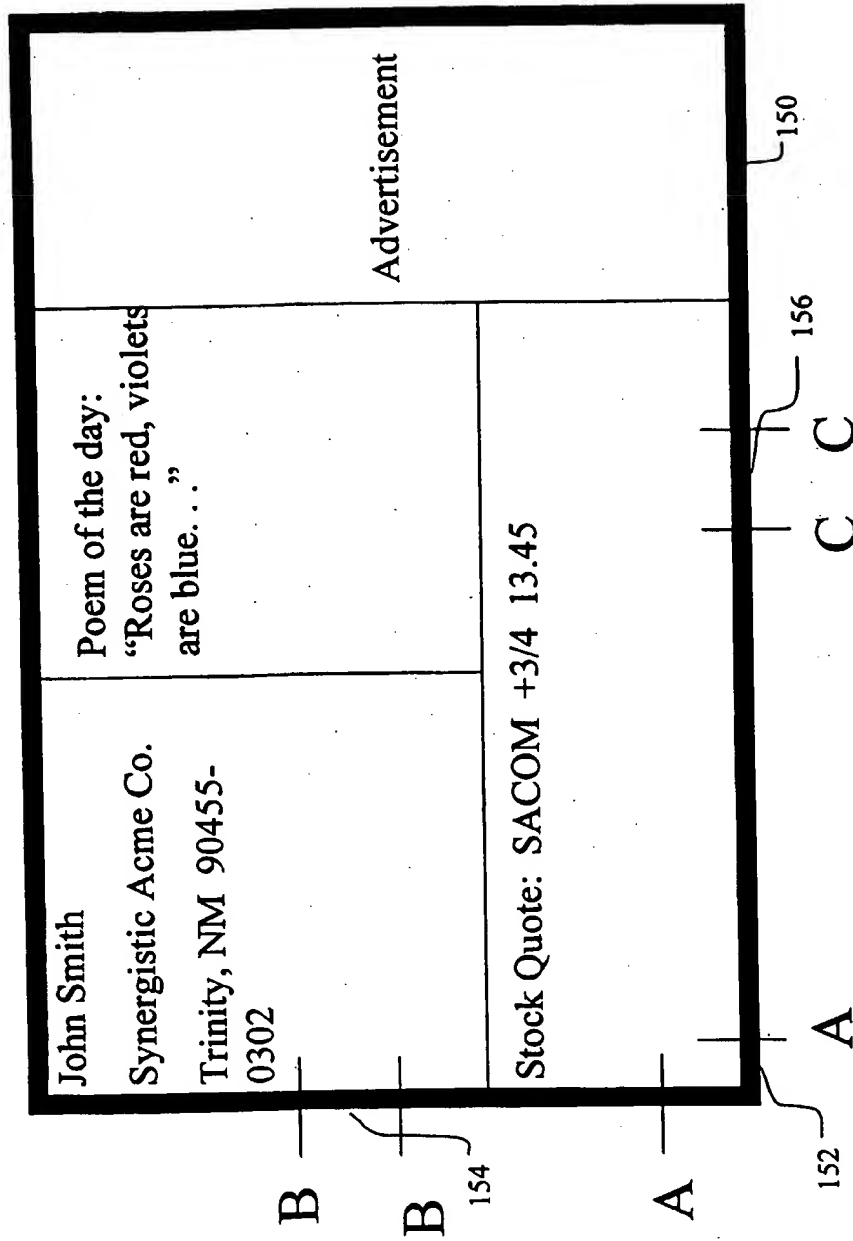 John Smith
Synergistic Acme Co.
Trinity, NM 90455-
0302
Poem of the day:
“Roses are red, violets
are blue. . .”
Advertisement
Stock Quote: SACOM +3/4 13.45
B
B
154
A
152
A
C
C
156
150